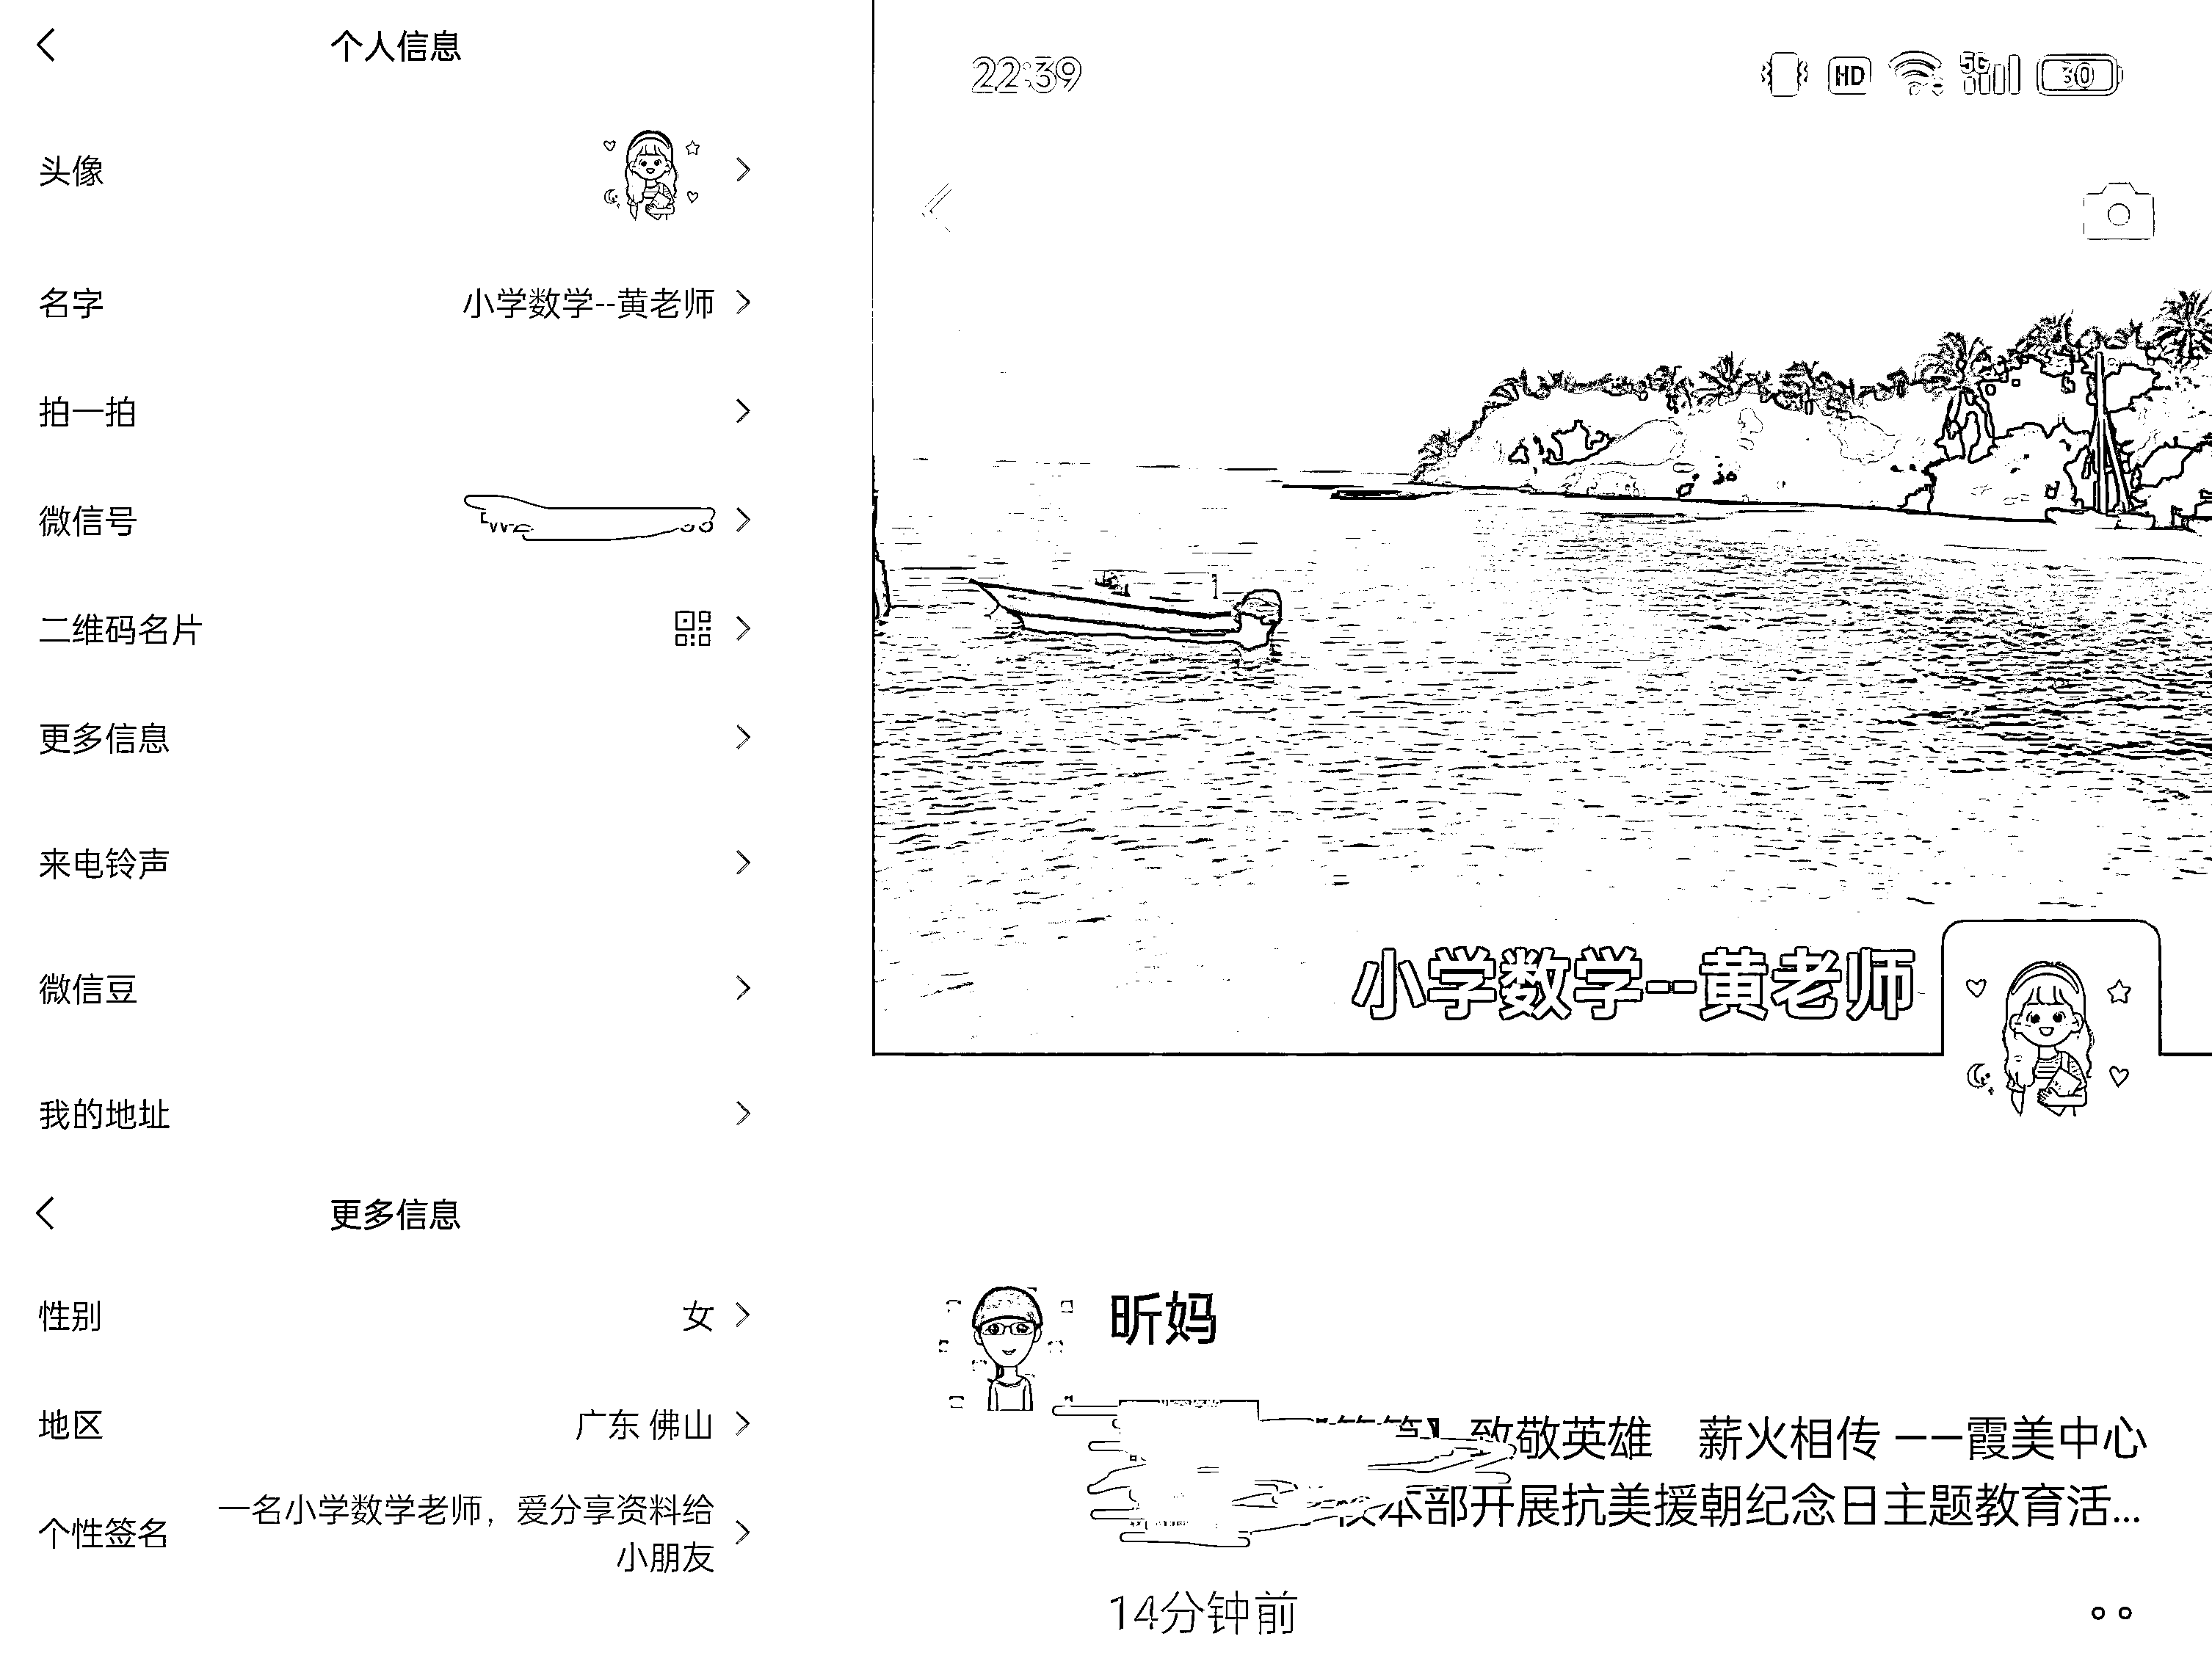 个人信息
头像
名字 小学数学--黄老师
拍一拍
微信号
二维码名片
更多信息
来电铃声
微信豆
我的地址
更多信息
性别 女
地区 广东 佛山
个性签名 一名小学数学老师，爱分享资料给
小朋友
22:39
HD 5G 30
小学数学--黄老师
昕妈
致敬英雄 薪火相传 ——霞美中心
本部开展抗美援朝纪念日主题教育活...
14分钟前